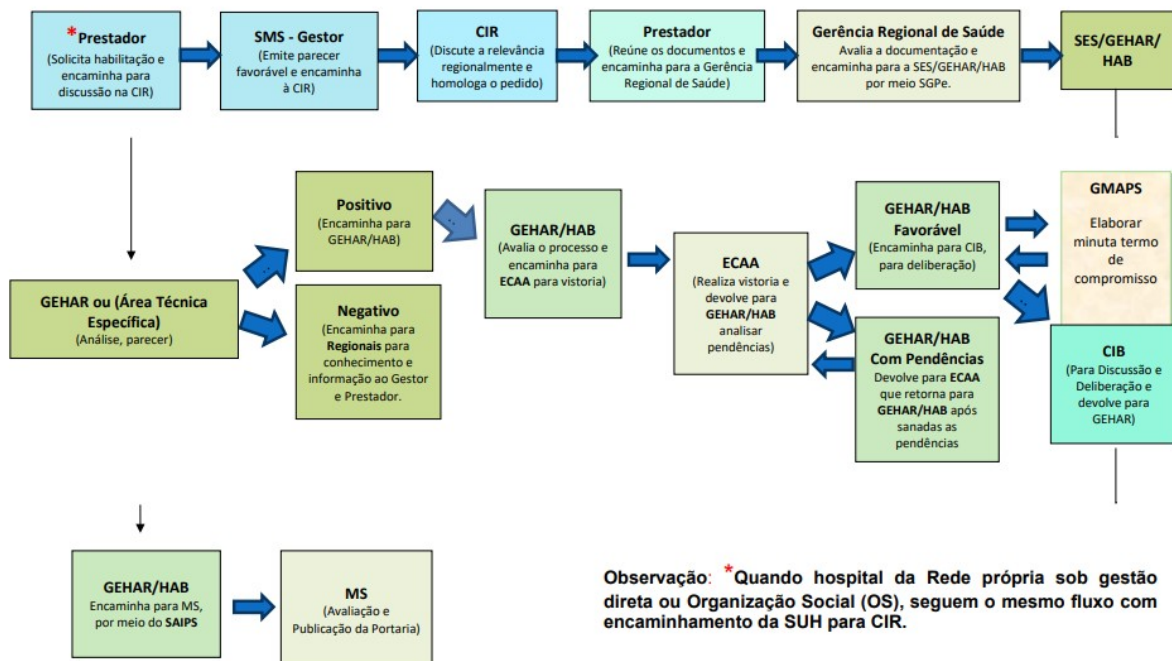 *Prestador
(Solicita habilitação e
encaminha para
discussão na CIR)
SMS - Gestor
(Emite parecer
favorável e encaminha
à CIR)
CIR
(Discute a relevância
regionalmente e
homologa o pedido)
Prestador
(Reúne os documentos e
encaminha para a Gerência
Regional de Saúde)
Gerência Regional de Saúde
Avalia a documentação e
encaminha para a SES/GEHAR/HAB
por meio SGPe.
SES/GEHAR/
HAB
GEHAR ou (Área Técnica
Específica)
(Análise, parecer)
Positivo
(Encaminha para
GEHAR/HAB)
Negativo
(Encaminha para
Regionais para
conhecimento e
informação ao Gestor
e Prestador.
GEHAR/HAB
(Avalia o processo e
encaminha para
ECAA para vistoria)
ECAA
(Realiza vistoria e
devolve para
GEHAR/HAB
analisar
pendências)
GEHAR/HAB
Favorável
(Encaminha para CIB,
para deliberação)
GEHAR/HAB
Com Pendências
Devolve para ECAA
que retorna para
GEHAR/HAB após
sanadas as
pendências
GMAPS
Elaborar
minuta termo
de
compromisso
CIB
(Para Discussão e
Deliberação e
devolve para
GEHAR)
GEHAR/HAB
Encaminha para MS,
por meio do SAIPS
MS
(Avaliação e
Publicação da Portaria)
Observação: *Quando hospital da Rede própria sob gestão
direta ou Organização Social (OS), seguem o mesmo fluxo com
encaminhamento da SUH para CIR.